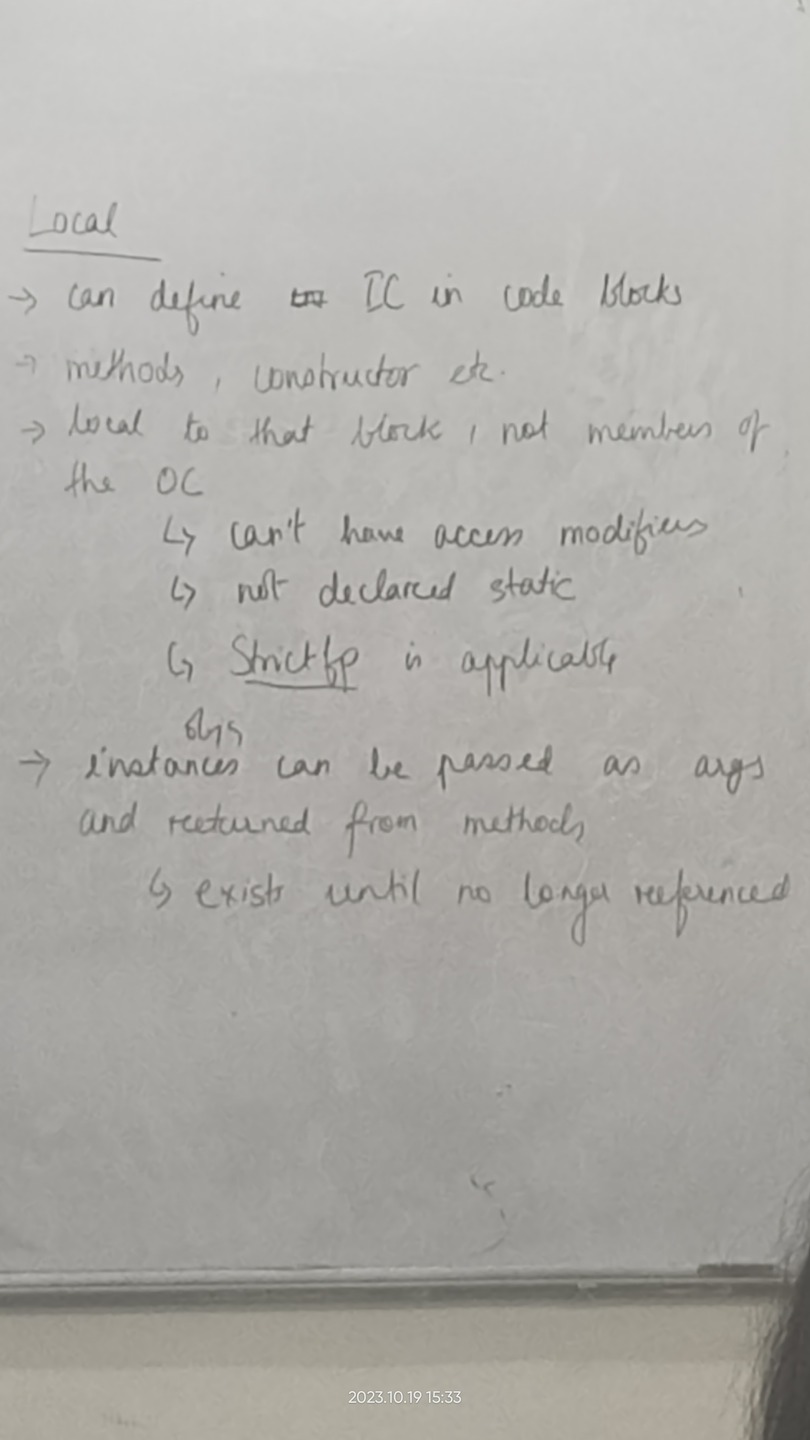 Local
→ can define IC in code blocks
→ methods, constructor etc.
→ local to that block, not members of
the OC
↳ can't have access modifiers
↳ not declared static
↳ Strictfp is applicable
objs
→ instances can be passed as args
and returned from methods
↳ exists until no longer referenced
2023.10.19 15:33